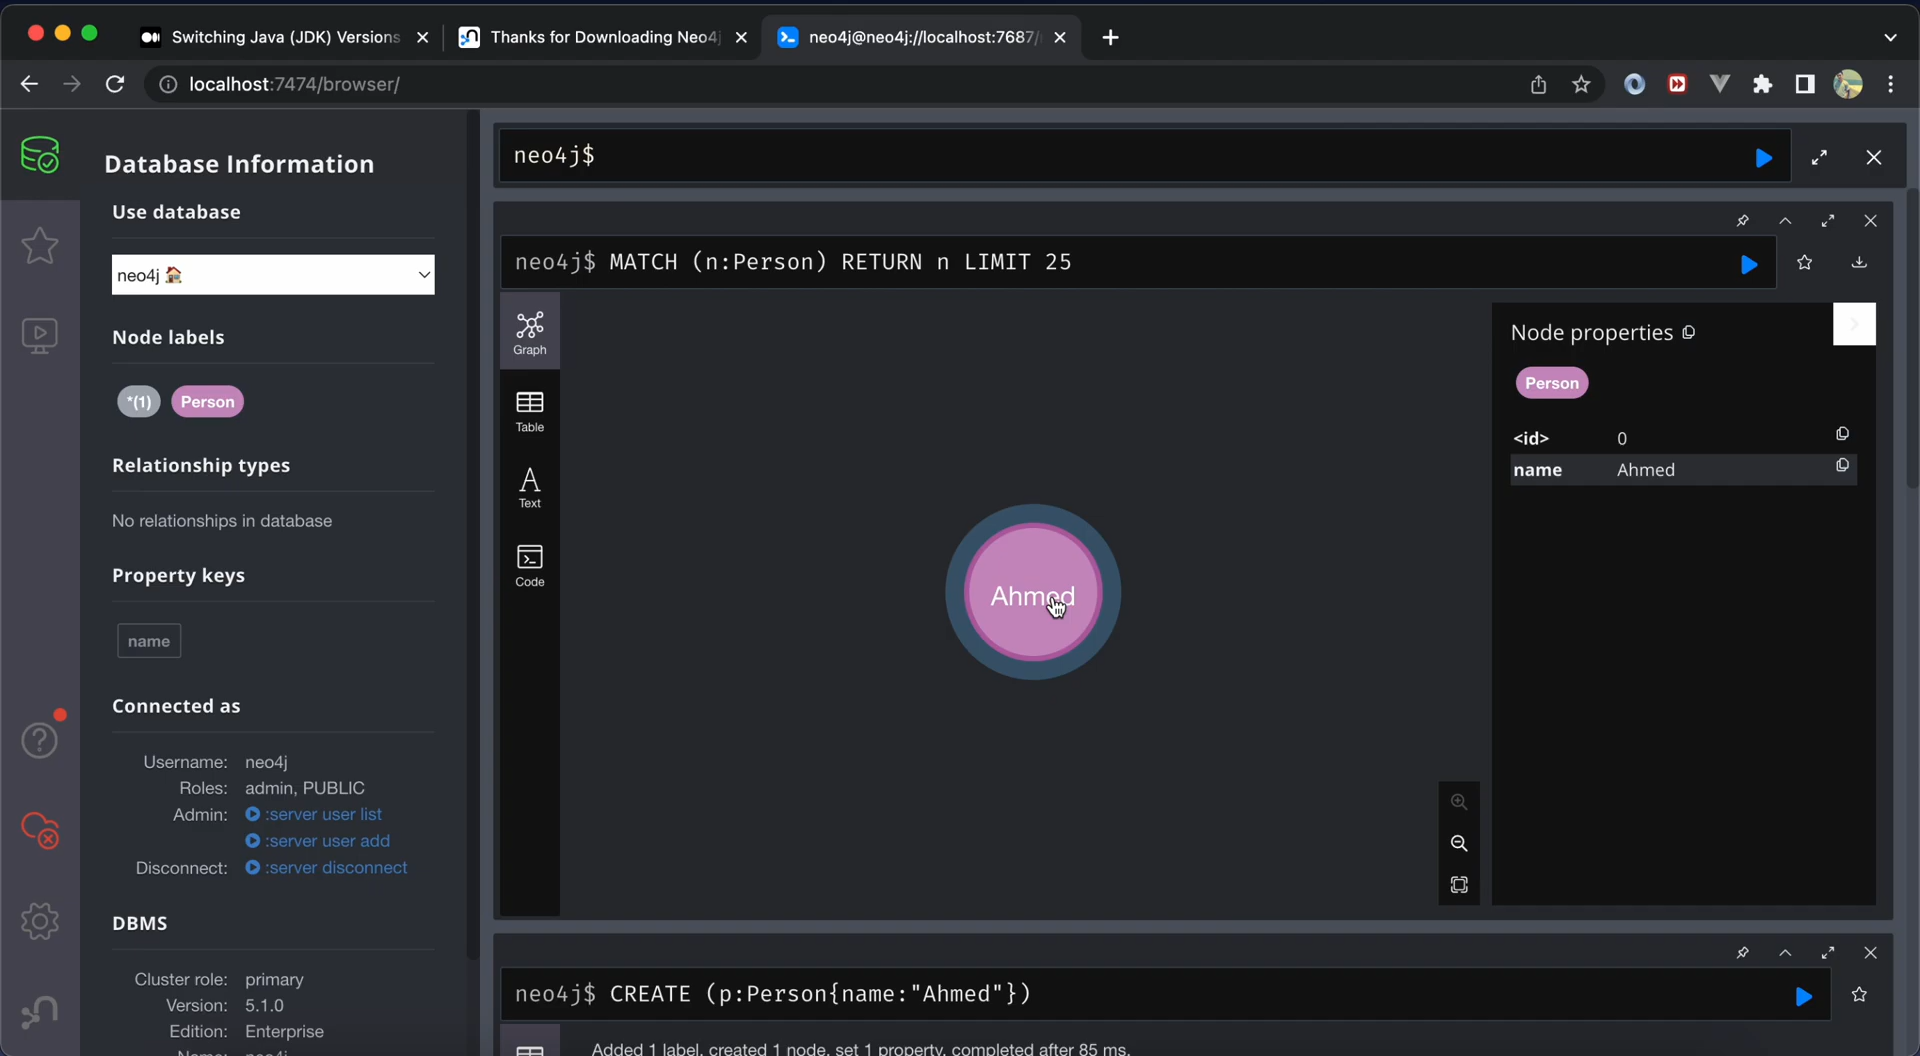 Switching Java (JDK) Versions
Thanks for Downloading Neo4j
neo4j@neo4j://localhost:7687/
localhost:7474/browser/
Database Information
Use database
neo4j
Node labels
*(1)
Person
Relationship types
No relationships in database
Property keys
name
Connected as
Username: neo4j
Roles: admin, PUBLIC
Admin: :server user list
:server user add
Disconnect: :server disconnect
DBMS
Cluster role: primary
Version: 5.1.0
Edition: Enterprise
neo4j$
neo4j$ MATCH (n:Person) RETURN n LIMIT 25
Graph
Table
Text
Code
Ahmed
Node properties
Person
<id> 0
name Ahmed
neo4j$ CREATE (p:Person{name:"Ahmed"})
Added 1 label, created 1 node, set 1 property, completed after 85 ms.